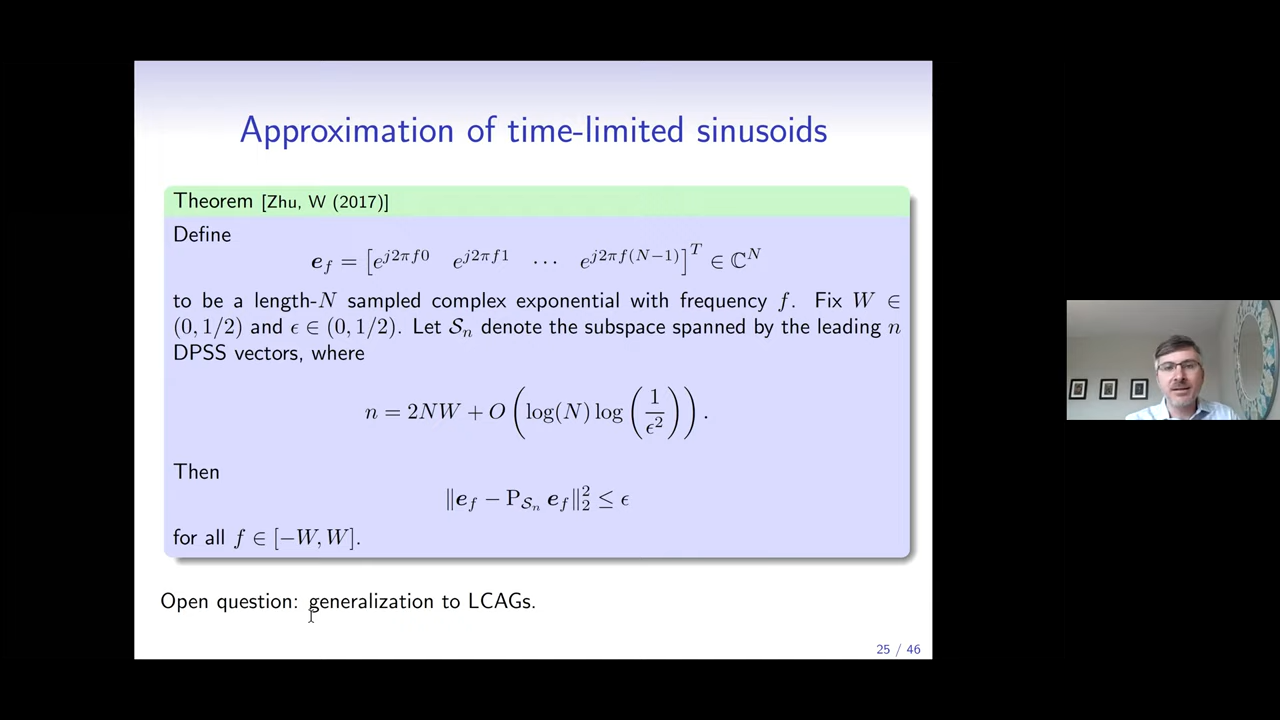 Approximation of time-limited sinusoids
Theorem [Zhu, W (2017)]
Define
e_f = [e^{j2πf0} e^{j2πf1} ⋯ e^{j2πf(N−1)}]^T ∈ ℂ^N
to be a length-N sampled complex exponential with frequency f. Fix W ∈
(0, 1/2) and ϵ ∈ (0, 1/2). Let 𝒮_n denote the subspace spanned by the leading n
DPSS vectors, where
n = 2NW + O(log(N) log(1/ϵ^2)).
Then
‖e_f − P_{𝒮_n} e_f‖_2^2 ≤ ϵ
for all f ∈ [−W, W].
Open question: generalization to LCAGs.
25 / 46